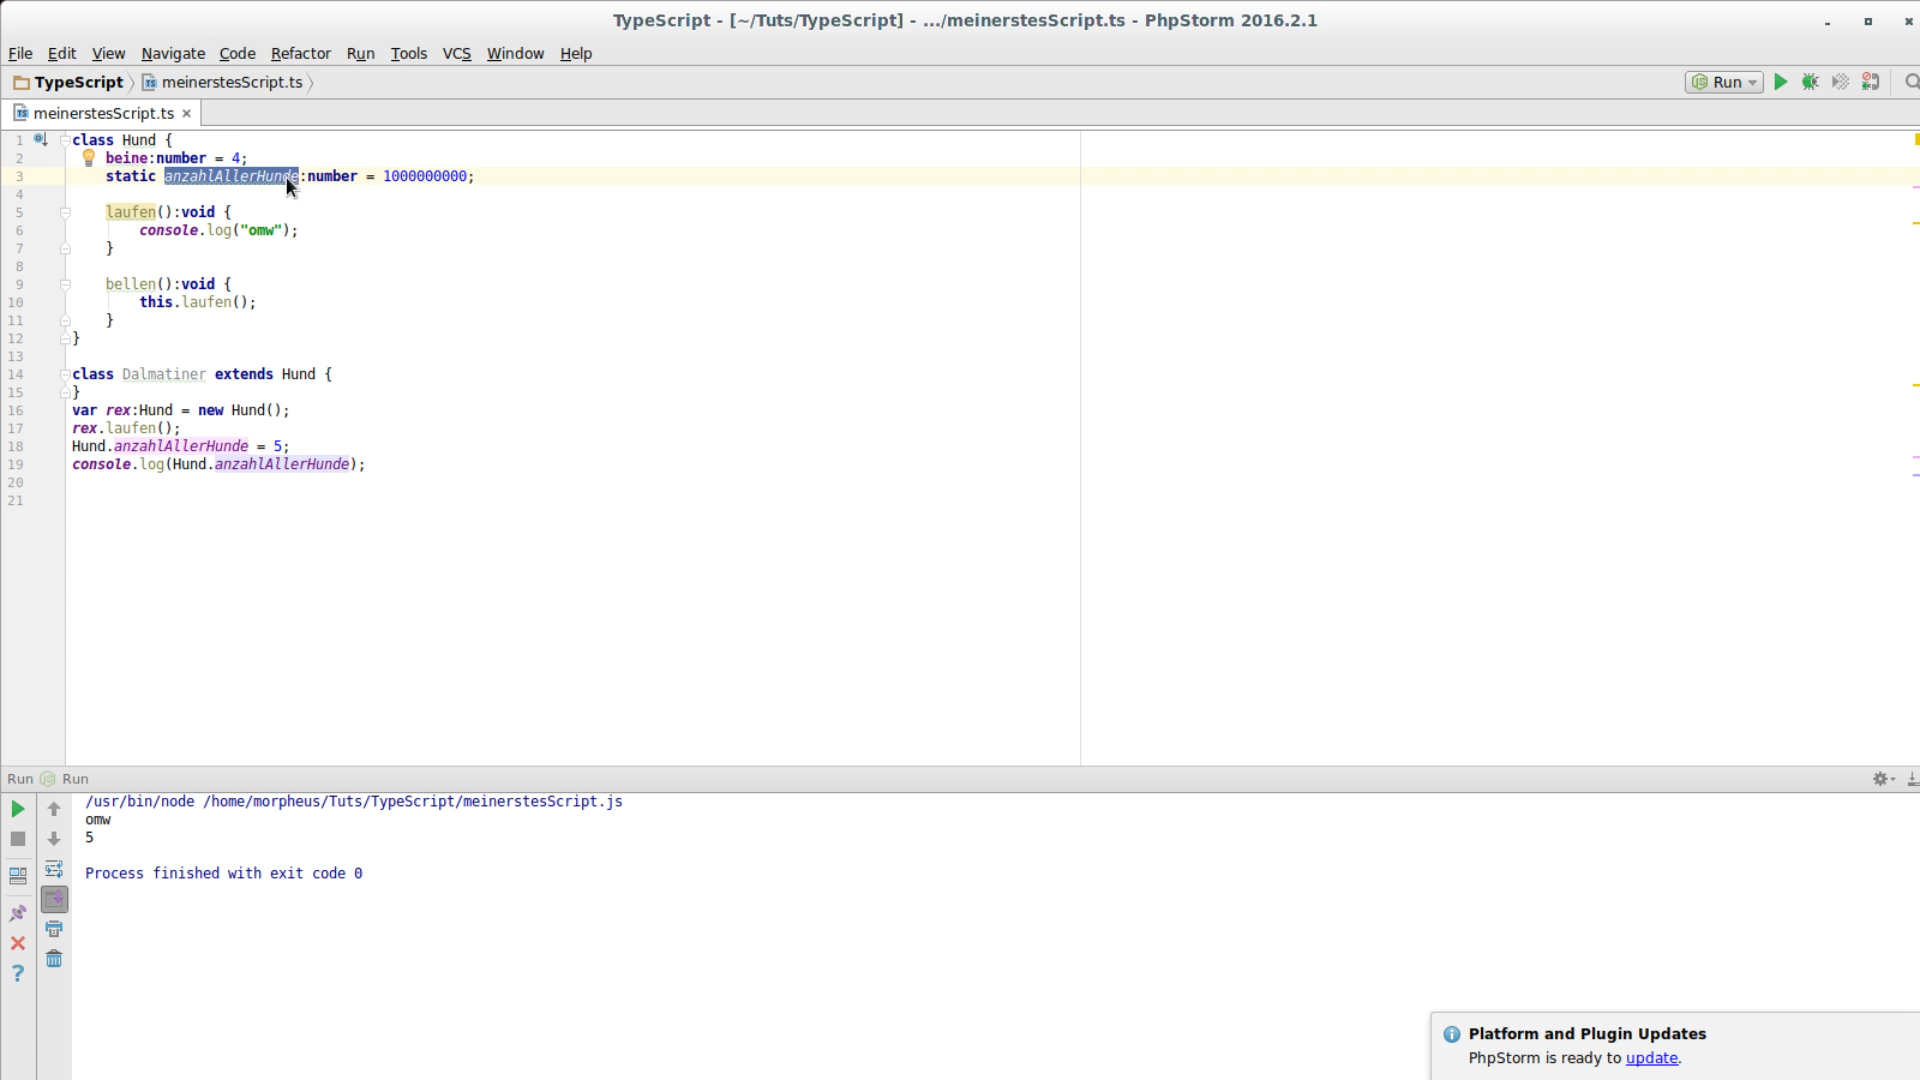 TypeScript - [~/Tuts/TypeScript] - .../meinerstesScript.ts - PhpStorm 2016.2.1
File Edit View Navigate Code Refactor Run Tools VCS Window Help
TypeScript meinerstesScript.ts Run
meinerstesScript.ts
1 class Hund {
2     beine:number = 4;
3     static anzahlAllerHunde:number = 1000000000;
4
5     laufen():void {
6         console.log("omw");
7     }
8
9     bellen():void {
10         this.laufen();
11     }
12 }
13
14 class Dalmatiner extends Hund {
15 }
16 var rex:Hund = new Hund();
17 rex.laufen();
18 Hund.anzahlAllerHunde = 5;
19 console.log(Hund.anzahlAllerHunde);
20
21
Run Run
/usr/bin/node /home/morpheus/Tuts/TypeScript/meinerstesScript.js
omw
5
Process finished with exit code 0
Platform and Plugin Updates
PhpStorm is ready to update.